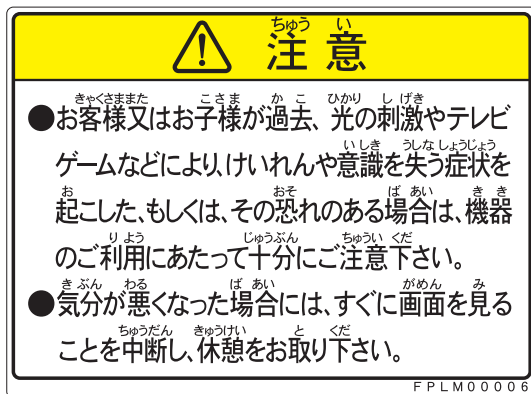 注意
●お客様又はお子様が過去、光の刺激やテレビ
ゲームなどにより、けいれんや意識を失う症状を
起こした、もしくは、その恐れのある場合は、機器
のご利用にあたって十分にご注意下さい。
●気分が悪くなった場合には、すぐに画面を見る
ことを中断し、休憩をお取り下さい。
FPLM00006